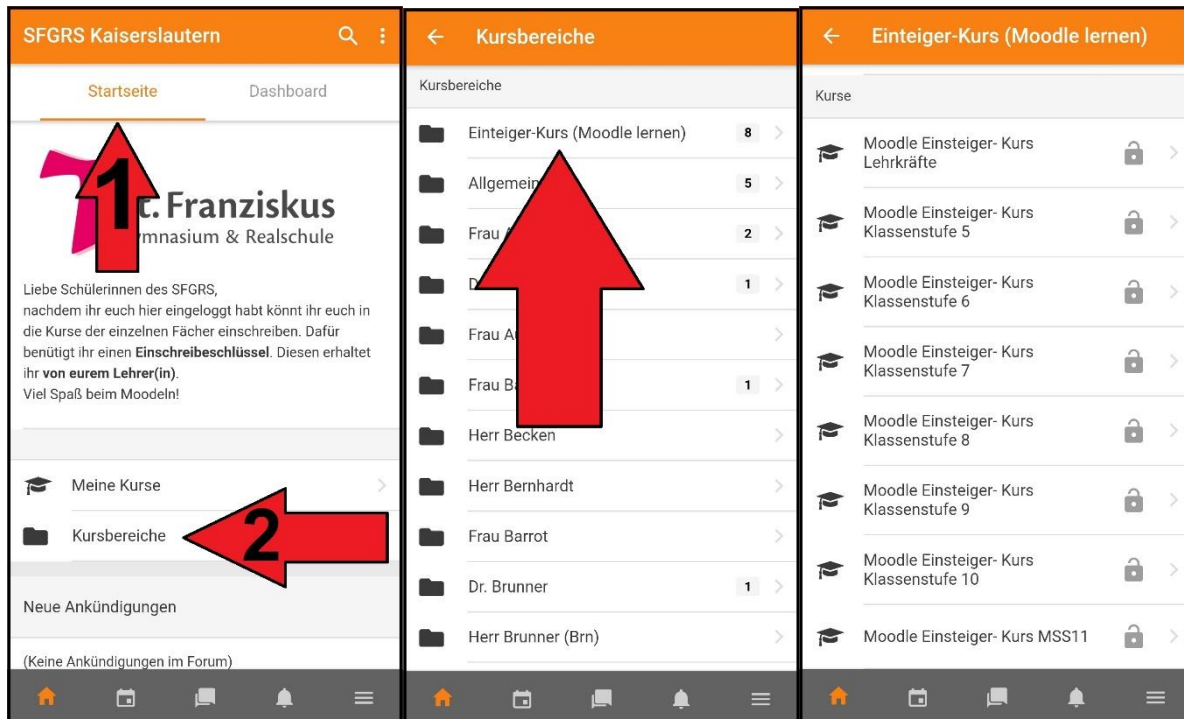 SFGRS Kaiserslautern
Startseite Dashboard
1
t. Franziskus
mnasium & Realschule
Liebe Schülerinnen des SFGRS,
nachdem ihr euch hier eingeloggt habt könnt ihr euch in
die Kurse der einzelnen Fächer einschreiben. Dafür
benötigt ihr einen Einschreibeschlüssel. Diesen erhaltet
ihr von eurem Lehrer(in).
Viel Spaß beim Moodeln!
Meine Kurse
Kursbereiche
2
Neue Ankündigungen
(Keine Ankündigungen im Forum)
Kursbereiche
Kursbereiche
Einteiger-Kurs (Moodle lernen) 8
Allgemein 5
Frau 2
1
Frau
Frau 1
Herr Becken
Herr Bernhardt
Frau Barrot
Dr. Brunner 1
Herr Brunner (Brn)
Einteiger-Kurs (Moodle lernen)
Kurse
Moodle Einsteiger- Kurs
Lehrkräfte
Moodle Einsteiger- Kurs
Klassenstufe 5
Moodle Einsteiger- Kurs
Klassenstufe 6
Moodle Einsteiger- Kurs
Klassenstufe 7
Moodle Einsteiger- Kurs
Klassenstufe 8
Moodle Einsteiger- Kurs
Klassenstufe 9
Moodle Einsteiger- Kurs
Klassenstufe 10
Moodle Einsteiger- Kurs MSS11